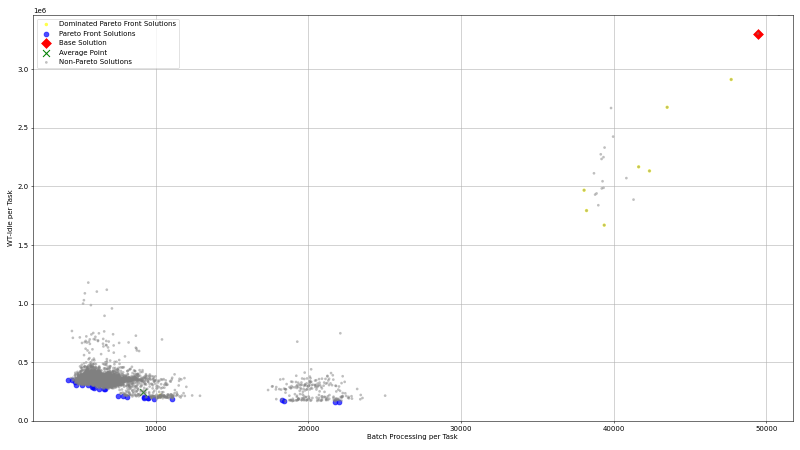 1e6
Dominated Pareto Front Solutions
Pareto Front Solutions
Base Solution
Average Point
Non-Pareto Solutions
3.0
2.5
2.0
1.5
1.0
0.5
0.0
WT-Idle per Task
10000 20000 30000 40000 50000
Batch Processing per Task